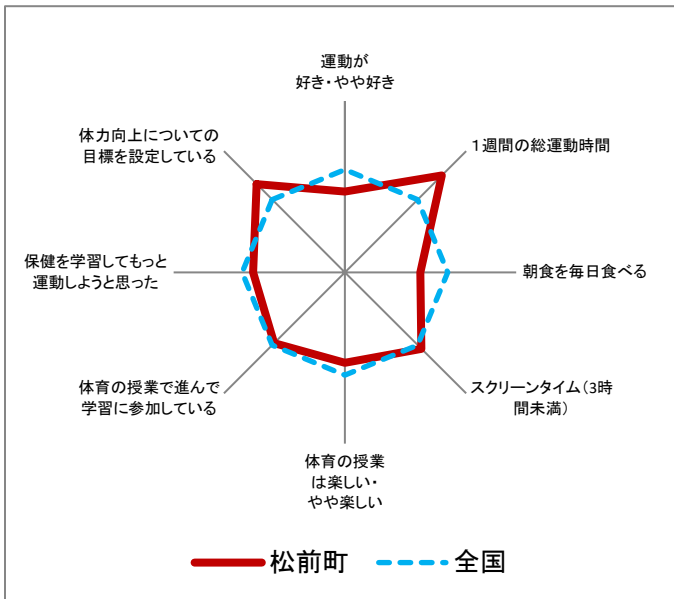 運動が
好き・やや好き
体力向上についての
目標を設定している
1週間の総運動時間
保健を学習してもっと
運動しようと思った
朝食を毎日食べる
体育の授業で進んで
学習に参加している
スクリーンタイム(3時
間未満)
体育の授業
は楽しい・
やや楽しい
松前町
全国